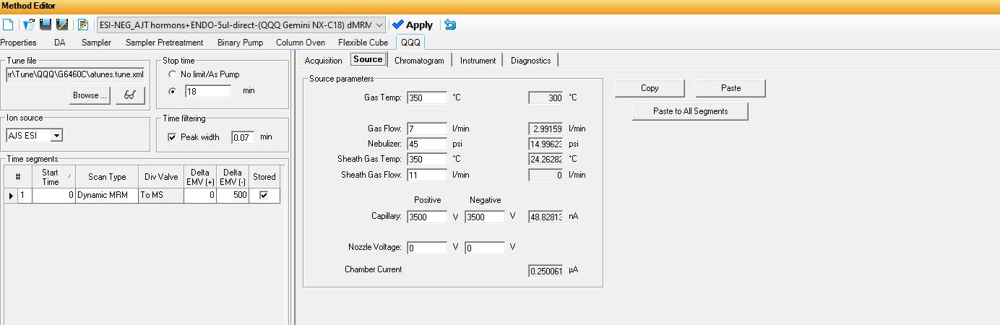 Method Editor
ESI-NEG_AJT hormons+ENDO-5ul-direct-(QQQ Gemini NX-C18) dMRM Apply
Properties DA Sampler Sampler Pretreatment Binary Pump Column Oven Flexible Cube QQQ
Tune file
er\Tune\QQQ\G6460C\atunes.tune.xml
Browse ...
Stop time
No limit/As Pump
18 min
Ion source
AJS ESI
Time filtering
Peak width 0.07 min
Time segments
# Start Time Scan Type Div Valve Delta EMV (+) Delta EMV (-) Stored
1 0 Dynamic MRM To MS 0 500
Acquisition Source Chromatogram Instrument Diagnostics
Source parameters
Gas Temp: 350 °C 300 °C
Gas Flow: 7 l/min 2.99159 l/min
Nebulizer: 45 psi 14.99623 psi
Sheath Gas Temp: 350 °C 24.26282 °C
Sheath Gas Flow: 11 l/min 0 l/min
Positive Negative
Capillary: 3500 V 3500 V 48.82813 nA
Nozzle Voltage: 0 V 0 V
Chamber Current 0.250061 µA
Copy Paste
Paste to All Segments